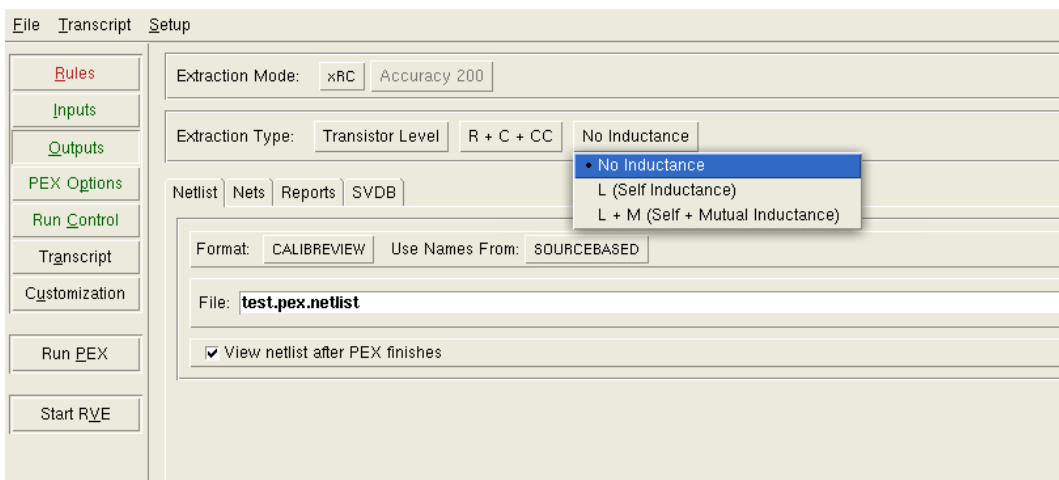 File Transcript Setup
Rules
Inputs
Outputs
PEX Options
Run Control
Transcript
Customization
Run PEX
Start RVE
Extraction Mode: xRC Accuracy 200
Extraction Type: Transistor Level R + C + CC No Inductance
• No Inductance
L (Self Inductance)
L + M (Self + Mutual Inductance)
Netlist Nets Reports SVDB
Format: CALIBREVIEW Use Names From: SOURCEBASED
File: test.pex.netlist
View netlist after PEX finishes